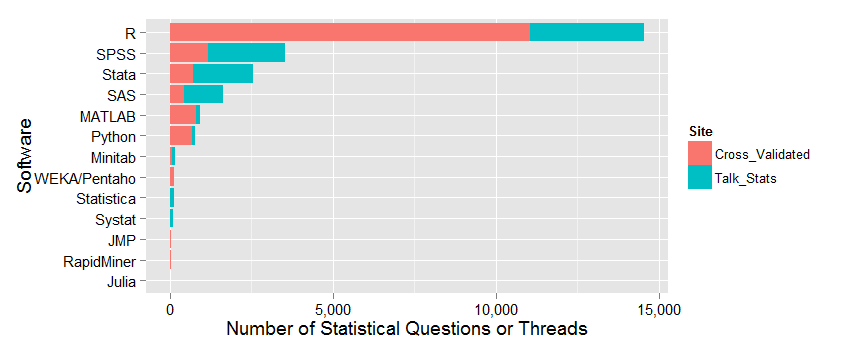 Software
R
SPSS
Stata
SAS
MATLAB
Python
Minitab
WEKA/Pentaho
Statistica
Systat
JMP
RapidMiner
Julia
0
5,000
10,000
15,000
Number of Statistical Questions or Threads
Site
Cross_Validated
Talk_Stats